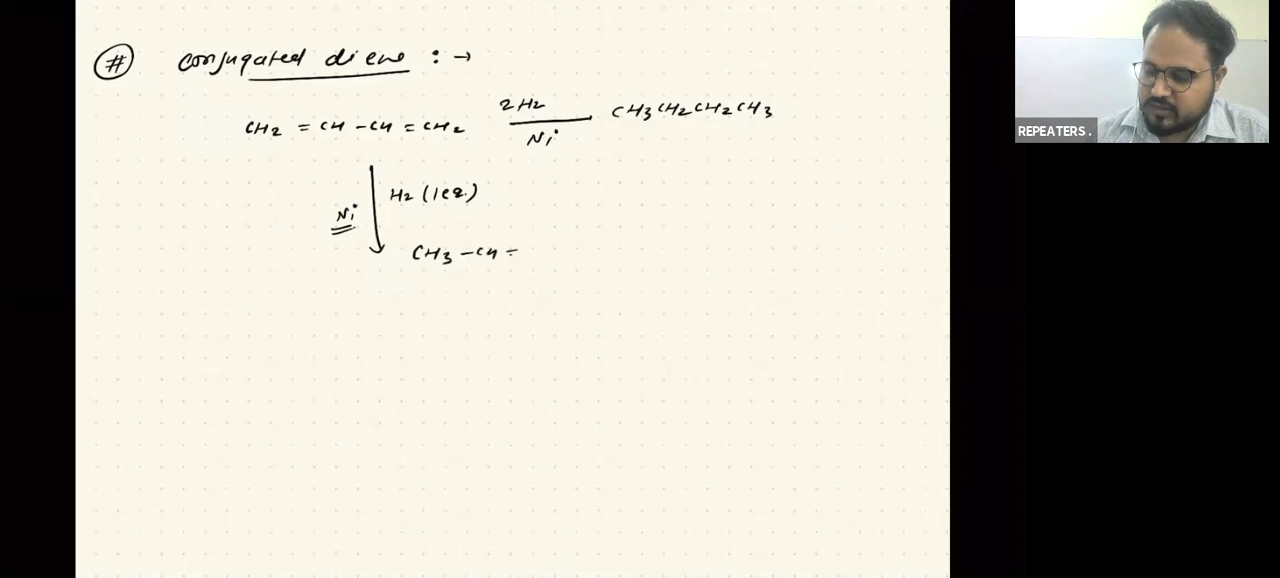 # conjugated diene : →
CH2 = CH - CH = CH2 2H2 / Ni CH3CH2CH2CH3
Ni H2 (1eq.)
CH3 - CH =
REPEATERS.